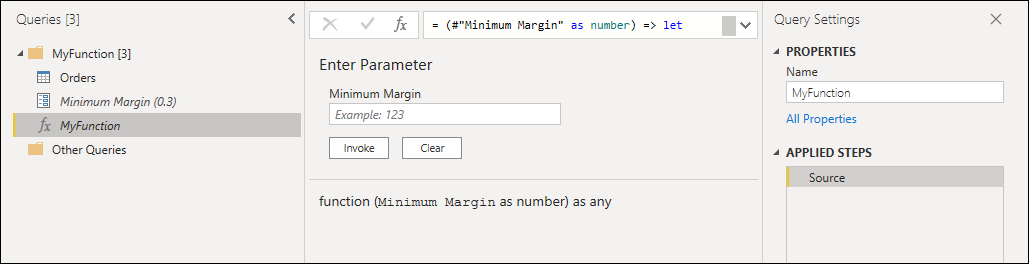 Queries [3]
MyFunction [3]
Orders
Minimum Margin (0.3)
fx MyFunction
Other Queries
fx
= (#"Minimum Margin" as number) => let
Enter Parameter
Minimum Margin
Example: 123
Invoke Clear
function (Minimum Margin as number) as any
Query Settings
PROPERTIES
Name
MyFunction
All Properties
APPLIED STEPS
Source